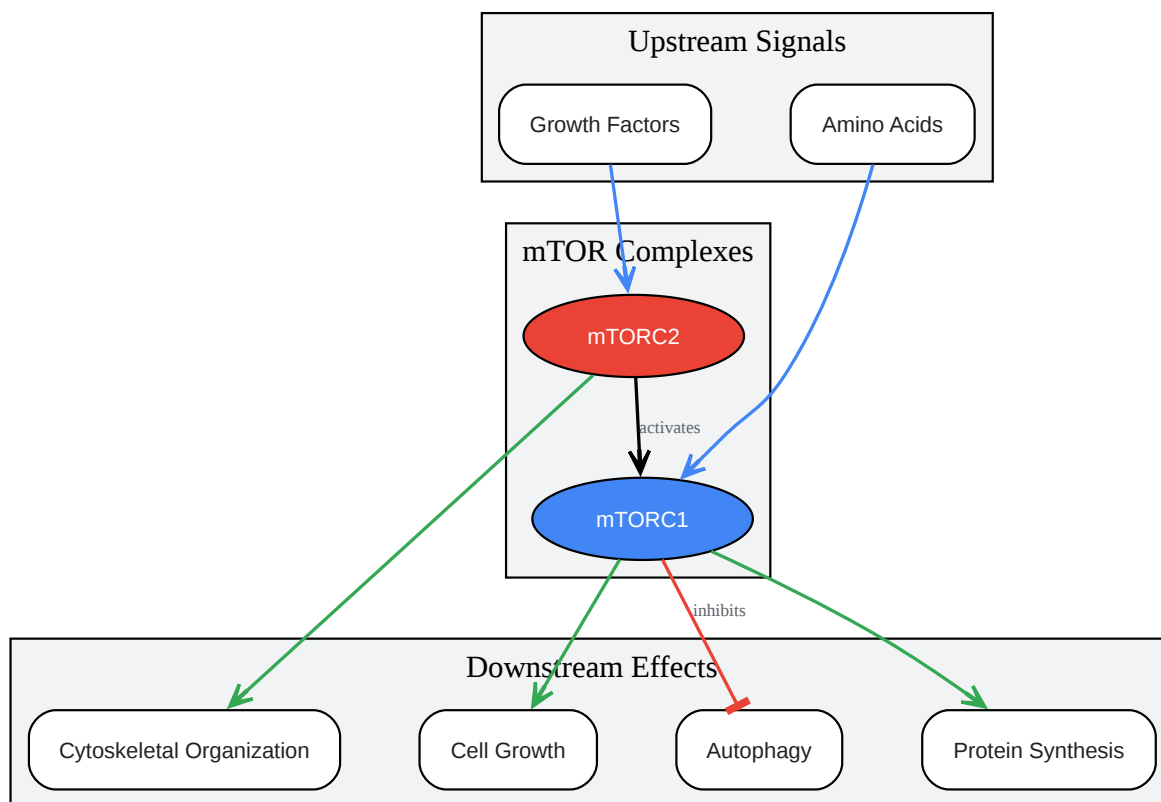 Upstream Signals
Growth Factors
Amino Acids
mTOR Complexes
mTORC2
activates
mTORC1
inhibits
Downstream Effects
Cytoskeletal Organization
Cell Growth
Autophagy
Protein Synthesis